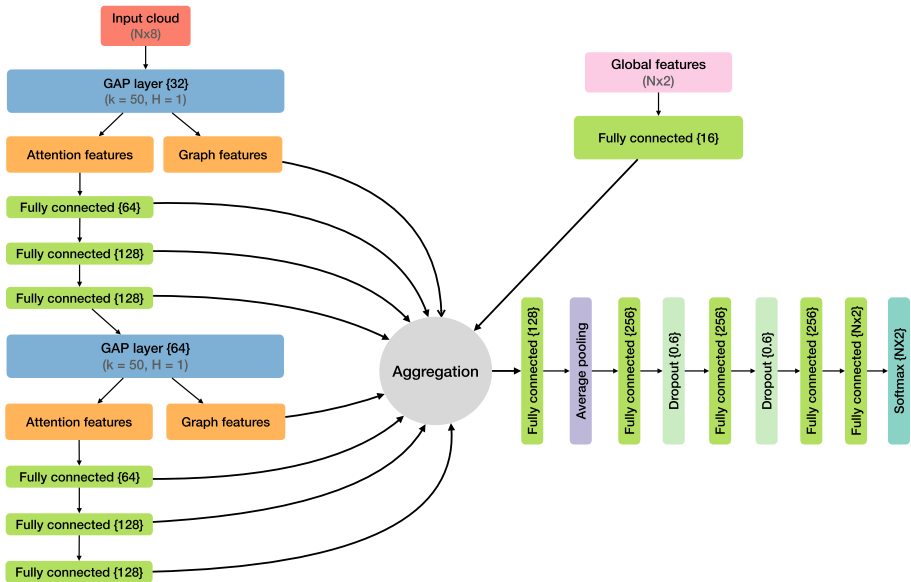 Input cloud
(Nx8)
GAP layer {32}
(k = 50, H = 1)
Attention features
Graph features
Fully connected {64}
Fully connected {128}
Fully connected {128}
GAP layer {64}
(k = 50, H = 1)
Attention features
Graph features
Fully connected {64}
Fully connected {128}
Fully connected {128}
Global features
(Nx2)
Fully connected {16}
Aggregation
Fully connected {128}
Average pooling
Fully connected {256}
Dropout {0.6}
Fully connected {256}
Dropout {0.6}
Fully connected {256}
Fully connected {Nx2}
Softmax {NX2}